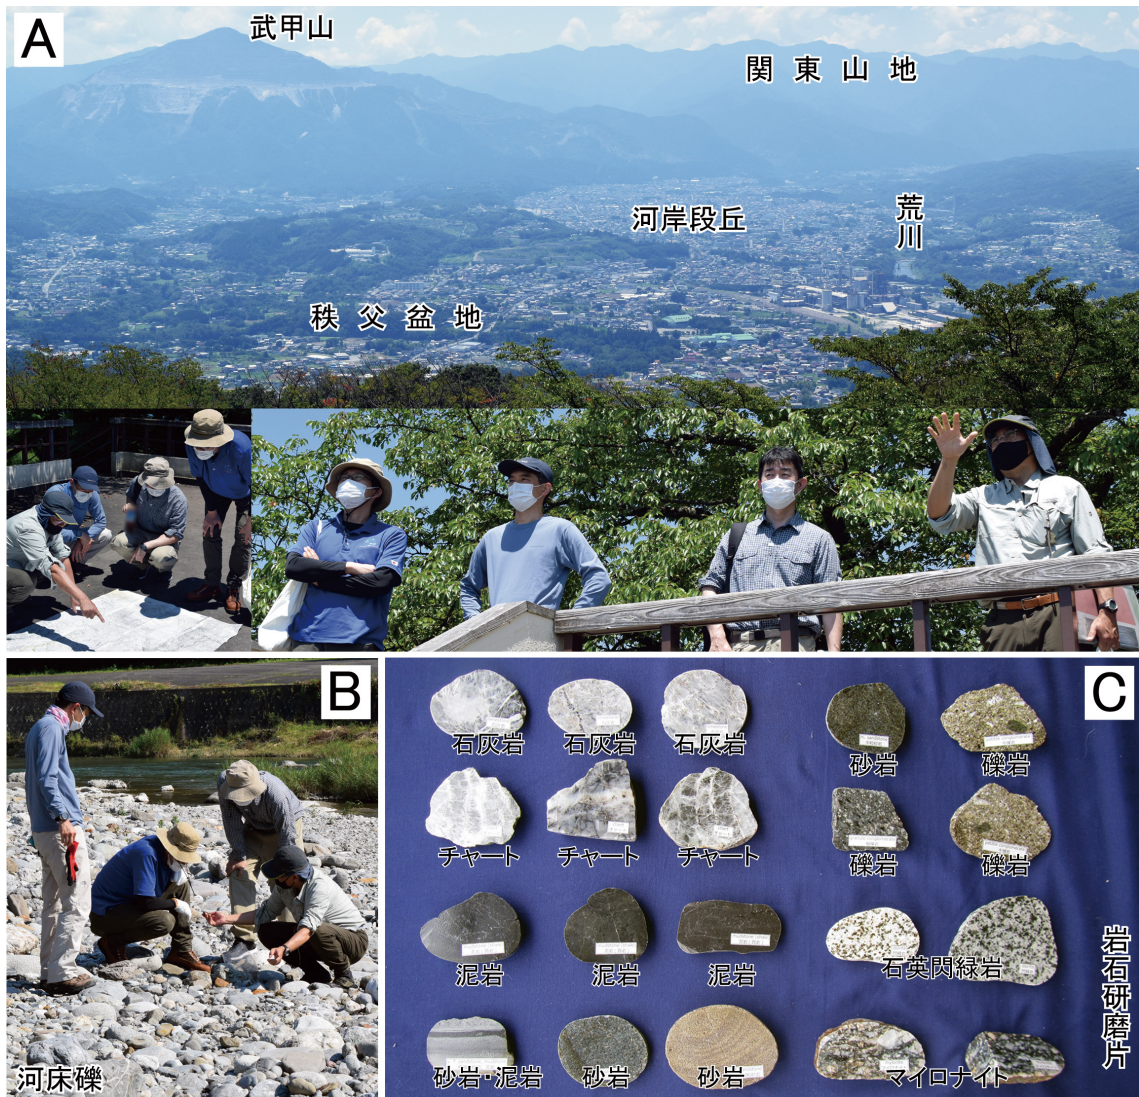 A
武甲山
関東山地
河岸段丘
荒川
秩父盆地
B
河床礫
C
石灰岩
石灰岩
石灰岩
砂岩
礫岩
チャート
チャート
チャート
礫岩
礫岩
泥岩
泥岩
泥岩
石英閃緑岩
砂岩・泥岩
砂岩
砂岩
マイロナイト
岩石研磨片